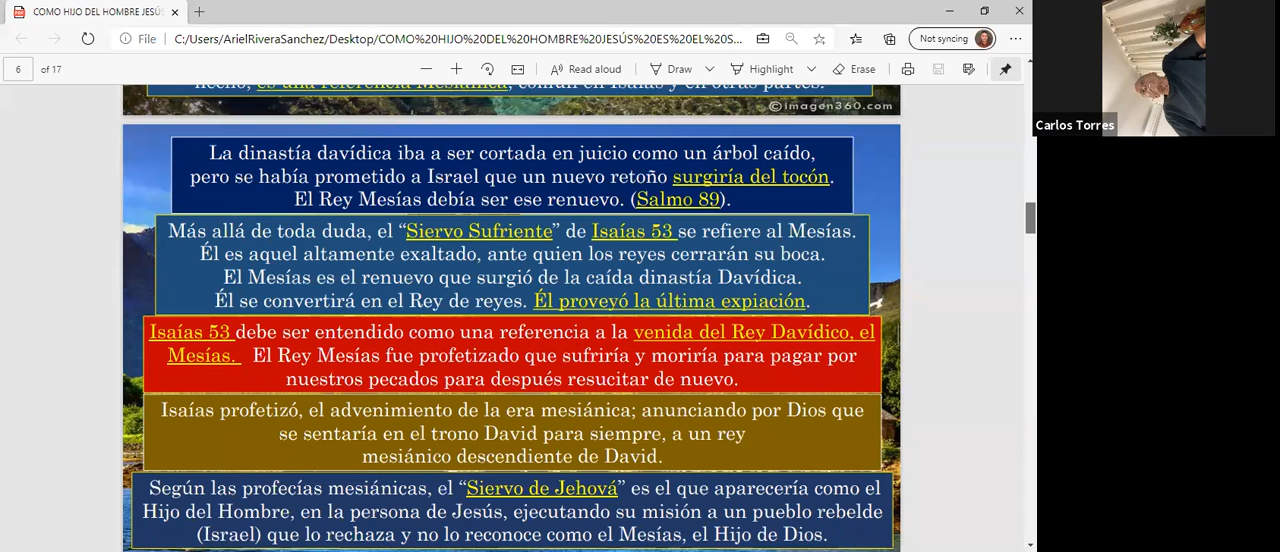 COMO HIJO DEL HOMBRE JESÚS
File
C:/Users/ArielRiveraSanchez/Desktop/COMO%20HIJO%20DEL%20HOMBRE%20JESÚS%20ES%20EL%20S...
Not syncing
6 of 17
Read aloud
Draw
Highlight
Erase
Carlos Torres
hecho, es una referencia Mesiánica, común en Isaías y en otras partes.
©imagen360.com
La dinastía davídica iba a ser cortada en juicio como un árbol caído,
pero se había prometido a Israel que un nuevo retoño surgiría del tocón.
El Rey Mesías debía ser ese renuevo. (Salmo 89).
Más allá de toda duda, el “Siervo Sufriente” de Isaías 53 se refiere al Mesías.
Él es aquel altamente exaltado, ante quien los reyes cerrarán su boca.
El Mesías es el renuevo que surgió de la caída dinastía Davídica.
Él se convertirá en el Rey de reyes. Él proveyó la última expiación.
Isaías 53 debe ser entendido como una referencia a la venida del Rey Davídico, el
Mesías. El Rey Mesías fue profetizado que sufriría y moriría para pagar por
nuestros pecados para después resucitar de nuevo.
Isaías profetizó, el advenimiento de la era mesiánica; anunciando por Dios que
se sentaría en el trono David para siempre, a un rey
mesiánico descendiente de David.
Según las profecías mesiánicas, el “Siervo de Jehová” es el que aparecería como el
Hijo del Hombre, en la persona de Jesús, ejecutando su misión a un pueblo rebelde
(Israel) que lo rechaza y no lo reconoce como el Mesías, el Hijo de Dios.